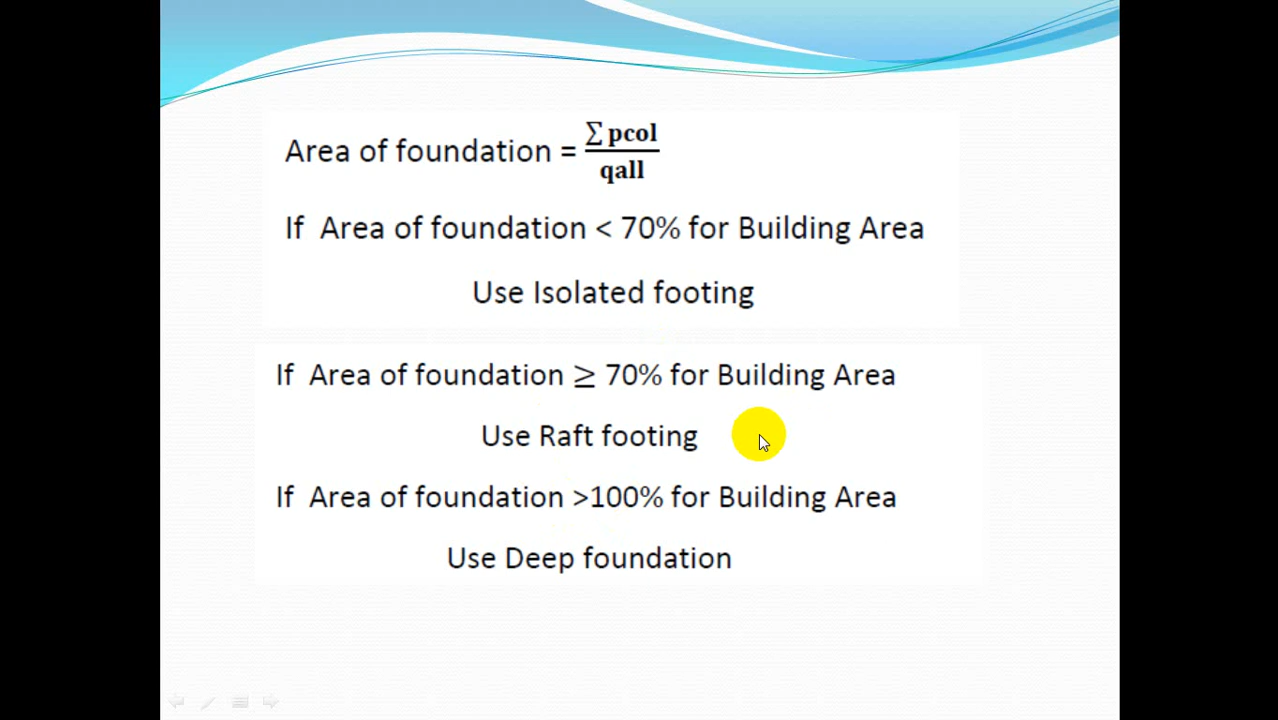 Area of foundation = ∑ pcol / qall
If Area of foundation < 70% for Building Area
Use Isolated footing
If Area of foundation ≥ 70% for Building Area
Use Raft footing
If Area of foundation >100% for Building Area
Use Deep foundation